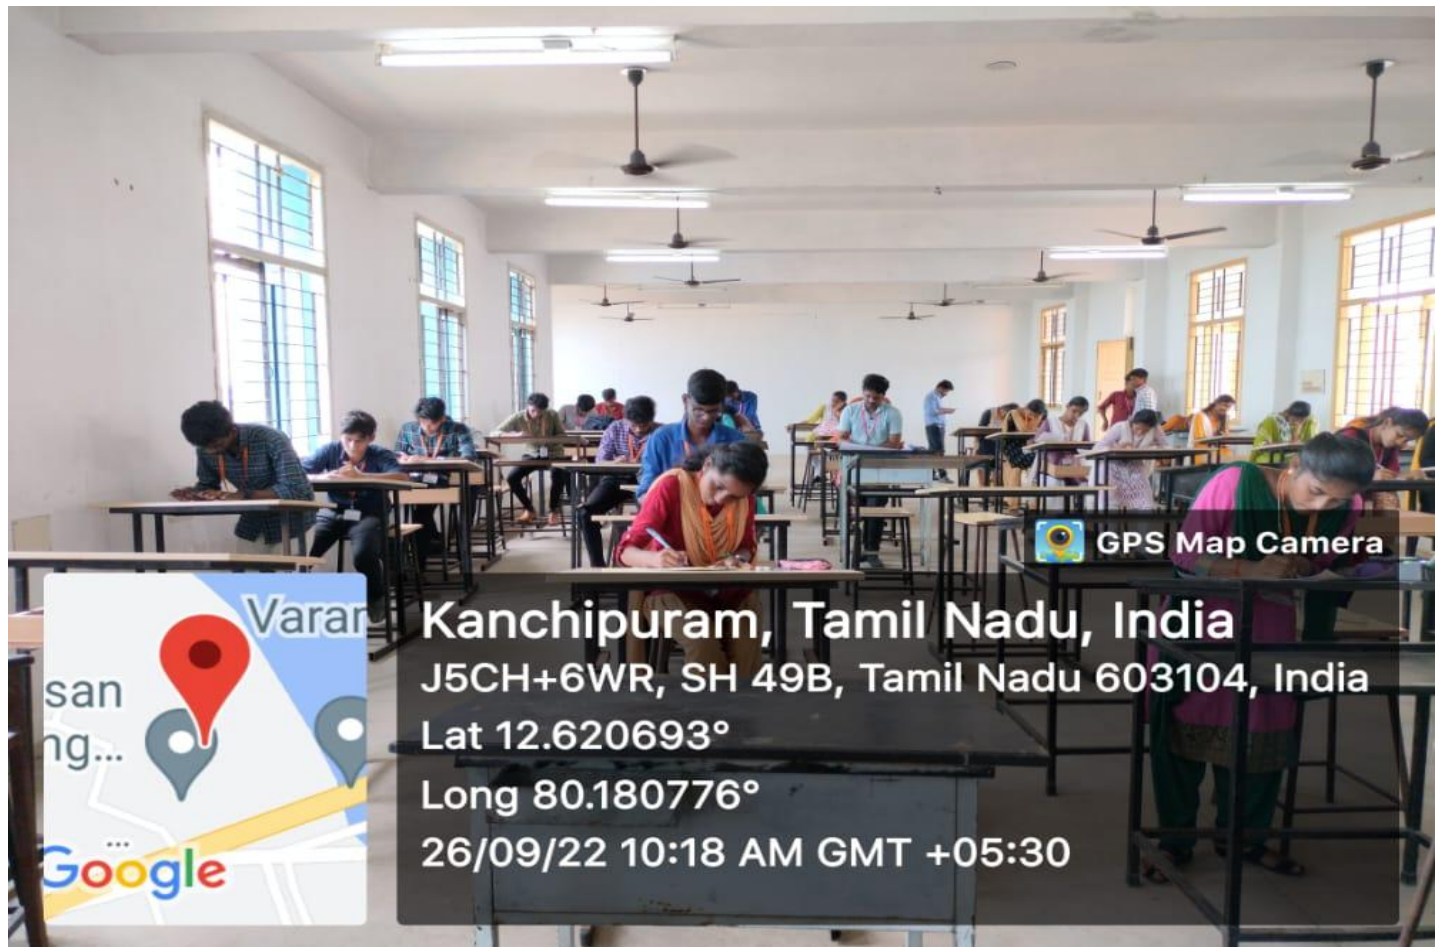 GPS Map Camera
Varan
san
ng...
...
Google
Kanchipuram, Tamil Nadu, India
J5CH+6WR, SH 49B, Tamil Nadu 603104, India
Lat 12.620693°
Long 80.180776°
26/09/22 10:18 AM GMT +05:30